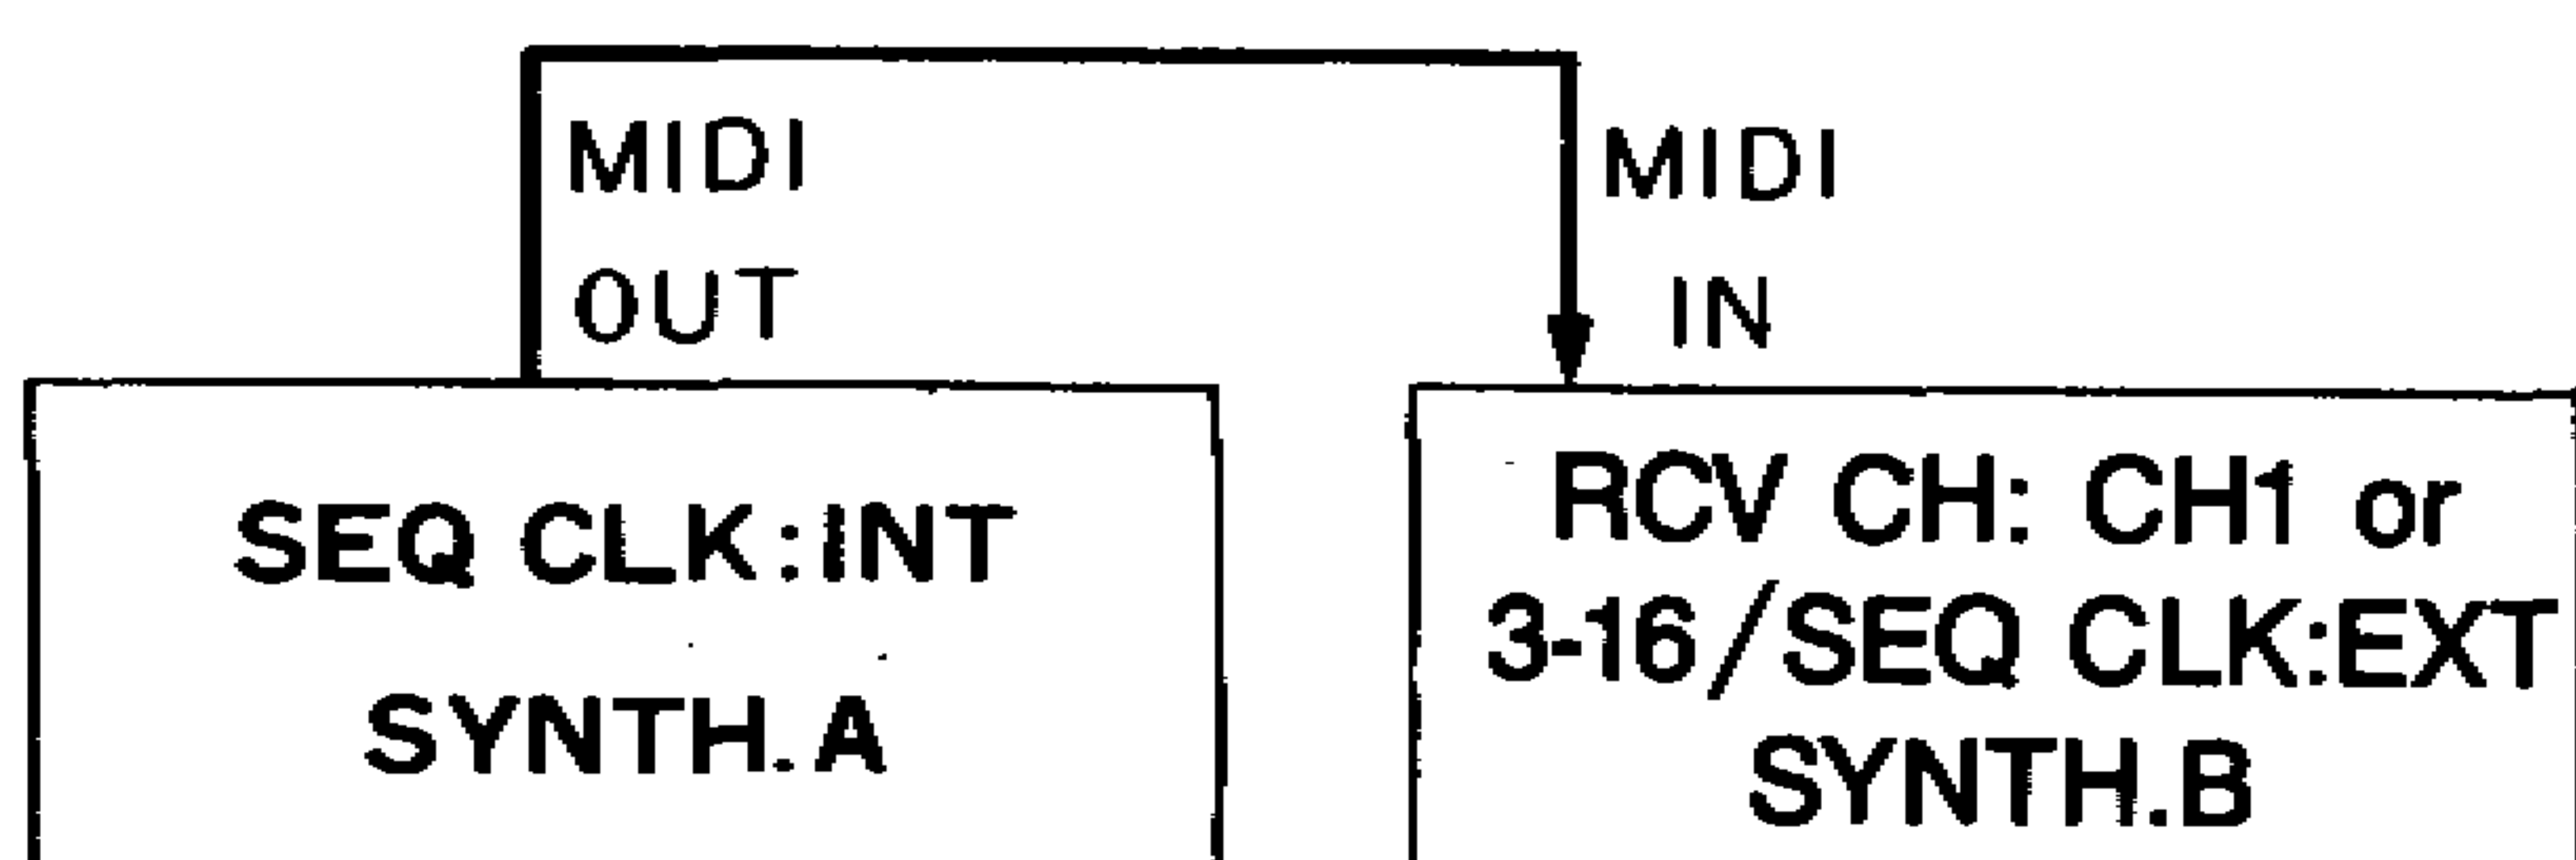 MIDI
OUT
MIDI
IN
SEQ CLK:INT
SYNTH.A
RCV CH: CH1 or
3-16/SEQ CLK:EXT
SYNTH.B